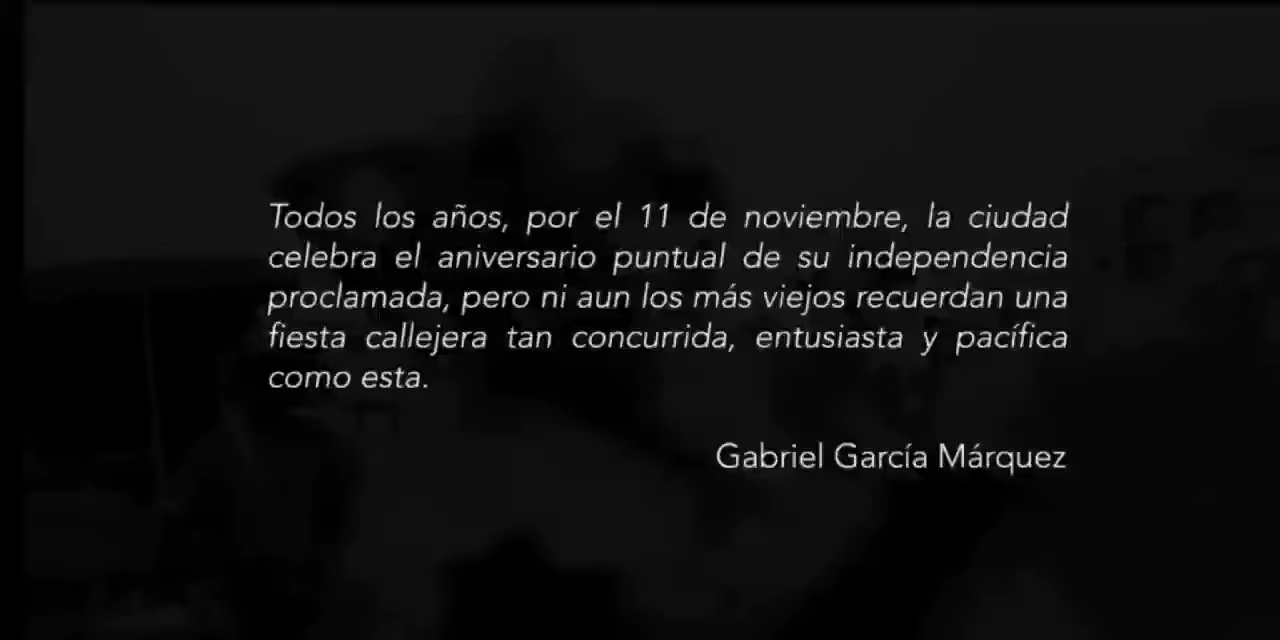 Todos los años, por el 11 de noviembre, la ciudad
celebra el aniversario puntual de su independencia
proclamada, pero ni aun los más viejos recuerdan una
fiesta callejera tan concurrida, entusiasta y pacífica
como esta.
Gabriel García Márquez